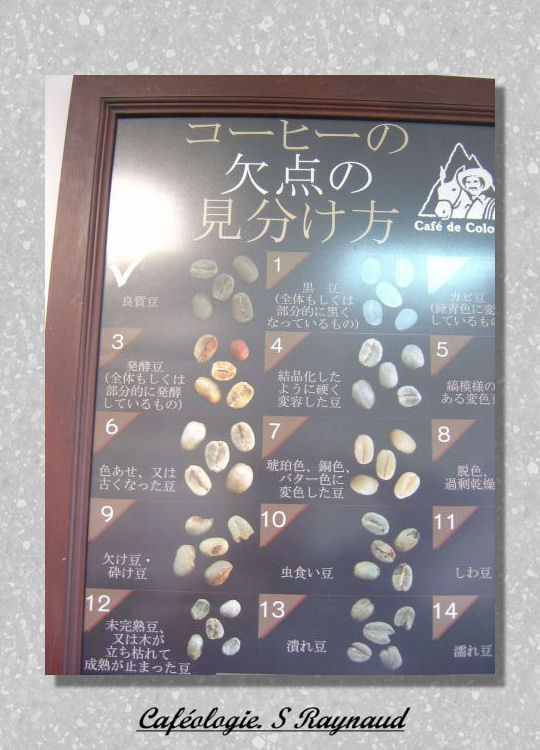 コーヒーの
欠点の
見分け方
Café de Colo
良質豆
1
黒 豆
(全体もしくは
部分的に黒く
なっているもの)
カビ豆
(緑青色に変
しているもの
3
発酵豆
(全体もしくは
部分的に発酵
しているもの)
4
結晶化した
ように硬く
変容した豆
5
縞模様の
ある変色豆
6
色あせ、又は
古くなった豆
7
琥珀色、銅色、
バター色に
変色した豆
8
脱色、
過剰乾燥
9
欠け豆・
砕け豆
10
虫食い豆
11
しわ豆
12
未完熟豆、
又は木が
立ち枯れて
成熟が止まった豆
13
潰れ豆
14
濡れ豆
Caféologie. S Raynaud